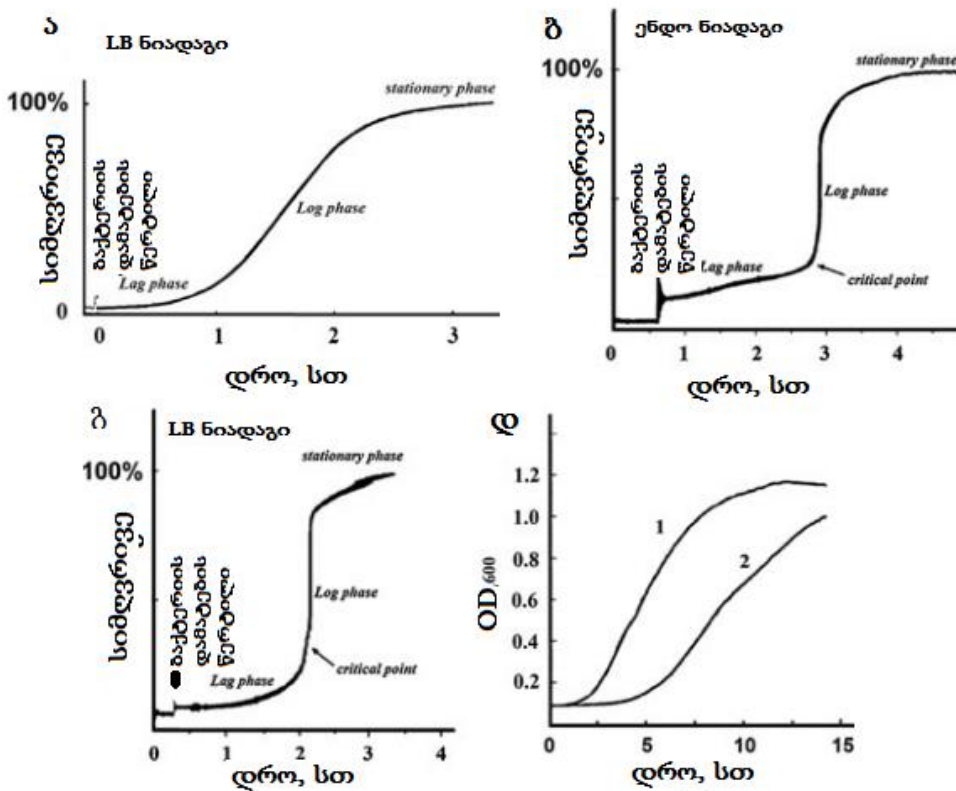 ა
LB ნიადაგი
100%
0
სიმღვრივე
ბაქტერიის
დამატების
წერტილი
Lag phase
Log phase
stationary phase
0 1 2 3
დრო, სთ
ბ
ენდო ნიადაგი
100%
სიმღვრივე
ბაქტერიის
დამატების
წერტილი
Lag phase
critical point
Log phase
stationary phase
0 1 2 3 4
დრო, სთ
გ
LB ნიადაგი
100%
სიმღვრივე
ბაქტერიის
დამატების
წერტილი
Lag phase
critical point
Log phase
stationary phase
0 1 2 3 4
დრო, სთ
დ
1.2
1.0
0.8
0.6
0.4
0.2
OD,600
1
2
0 5 10 15
დრო, სთ